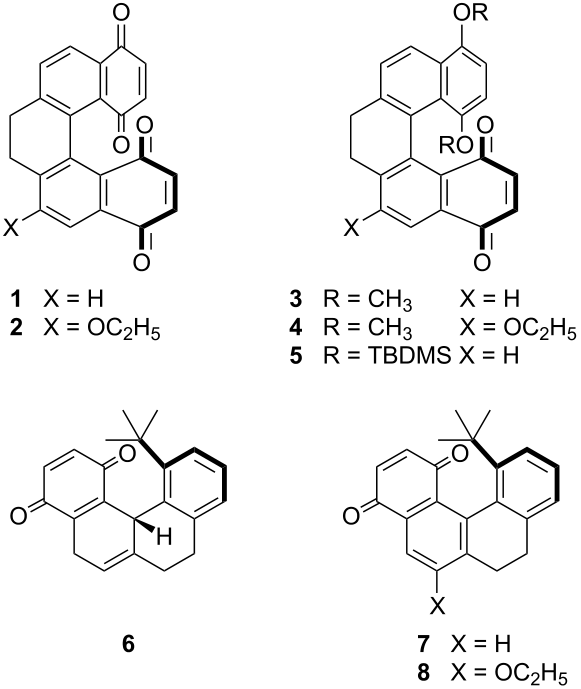 O
OR
O
O
RO
O
X
O
X
O
1 X = H
3 R = CH₃ X = H
2 X = OC₂H₅
4 R = CH₃ X = OC₂H₅
5 R = TBDMS X = H
O
O
O
H
O
X
6
7 X = H
8 X = OC₂H₅